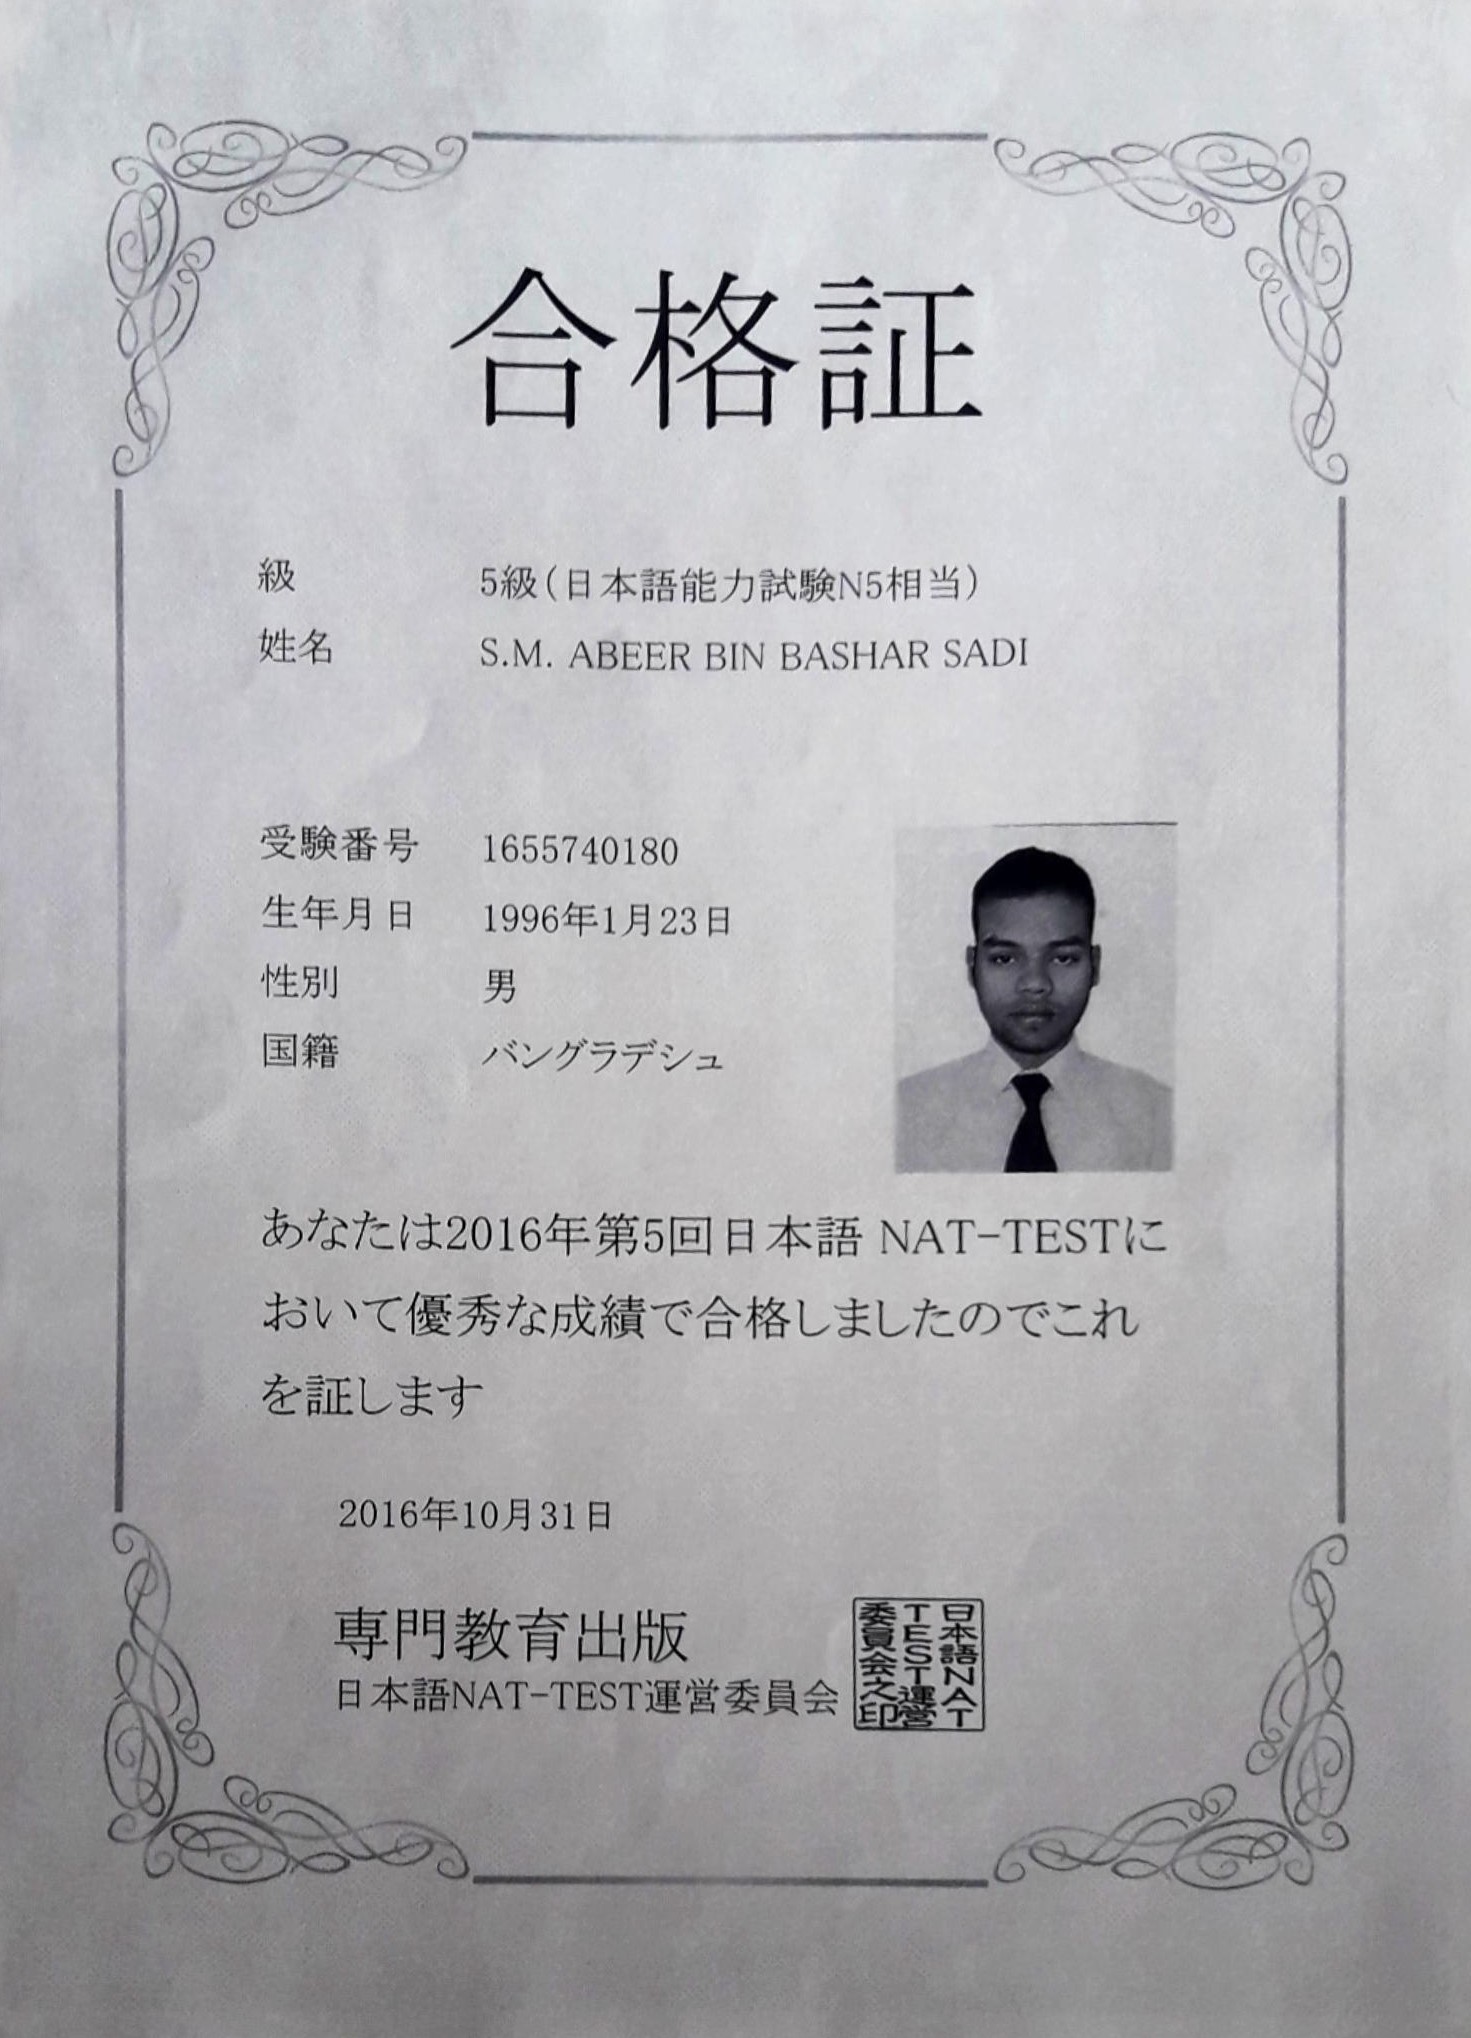 合格証
級 5級（日本語能力試験N5相当）
姓名 S.M. ABEER BIN BASHAR SADI
受験番号 1655740180
生年月日 1996年1月23日
性別 男
国籍 バングラデシュ
あなたは2016年第5回日本語 NAT-TESTに
おいて優秀な成績で合格しましたのでこれ
を証します
2016年10月31日
専門教育出版
日本語NAT-TEST運営委員会
日本語NAT
TEST運営
委員会之印